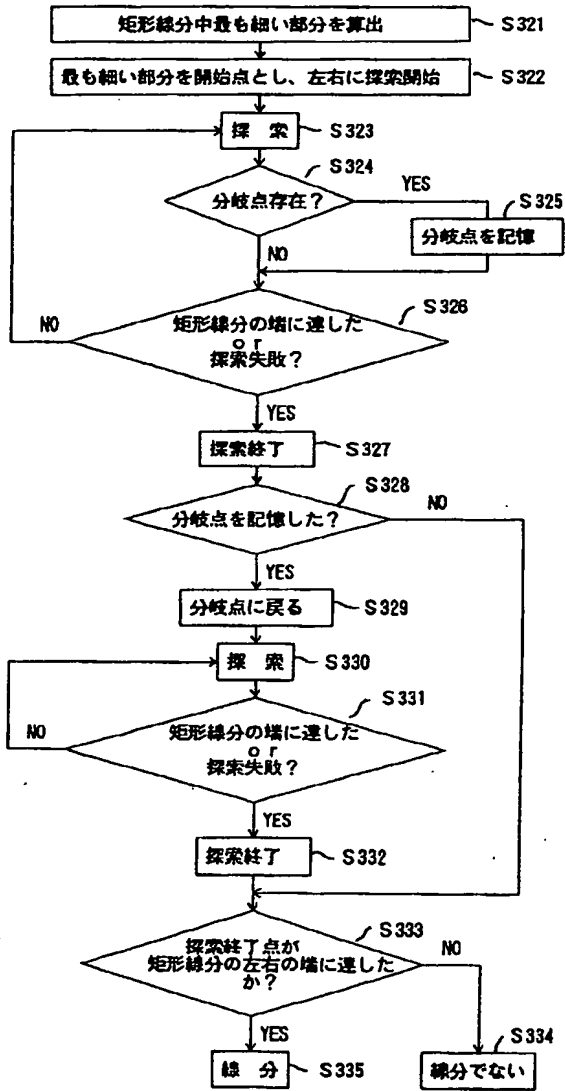 矩形線分中最も細い部分を算出 S321
最も細い部分を開始点とし、左右に探索開始 S322
探 索 S323
S324
分岐点存在？
YES
S325
分岐点を記憶
NO
S326
矩形線分の端に達した
or
探索失敗？
NO
YES
探索終了 S327
S328
分岐点を記憶した？
NO
YES
分岐点に戻る S329
探 索 S330
S331
矩形線分の端に達した
or
探索失敗？
NO
YES
探索終了 S332
S333
探索終了点が
矩形線分の左右の端に達した
か？
NO
YES
S334
線 分 S335
線分でない